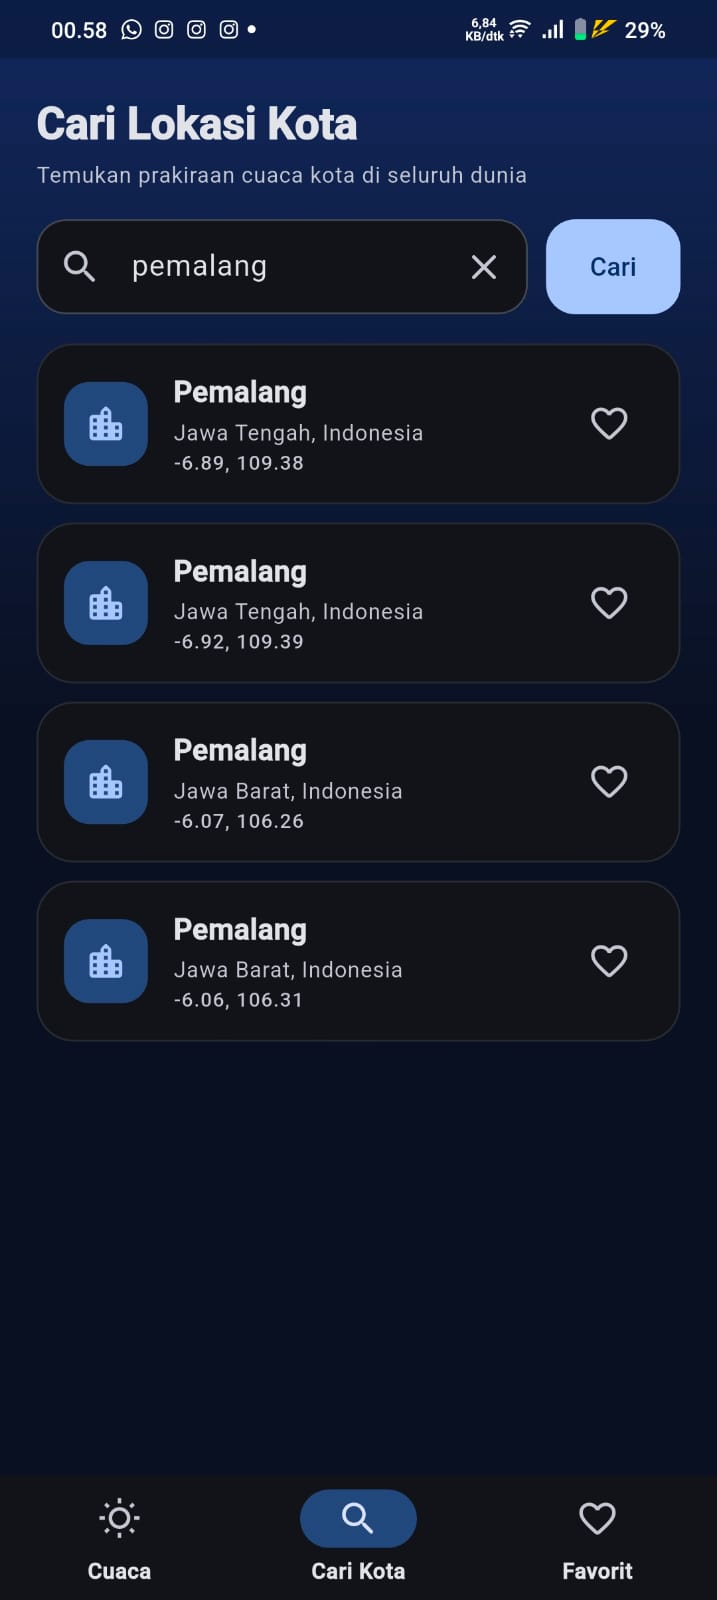 00.58
6,84
KB/dtk
29%
Cari Lokasi Kota
Temukan prakiraan cuaca kota di seluruh dunia
pemalang
Cari
Pemalang
Jawa Tengah, Indonesia
-6.89, 109.38
Pemalang
Jawa Tengah, Indonesia
-6.92, 109.39
Pemalang
Jawa Barat, Indonesia
-6.07, 106.26
Pemalang
Jawa Barat, Indonesia
-6.06, 106.31
Cuaca
Cari Kota
Favorit